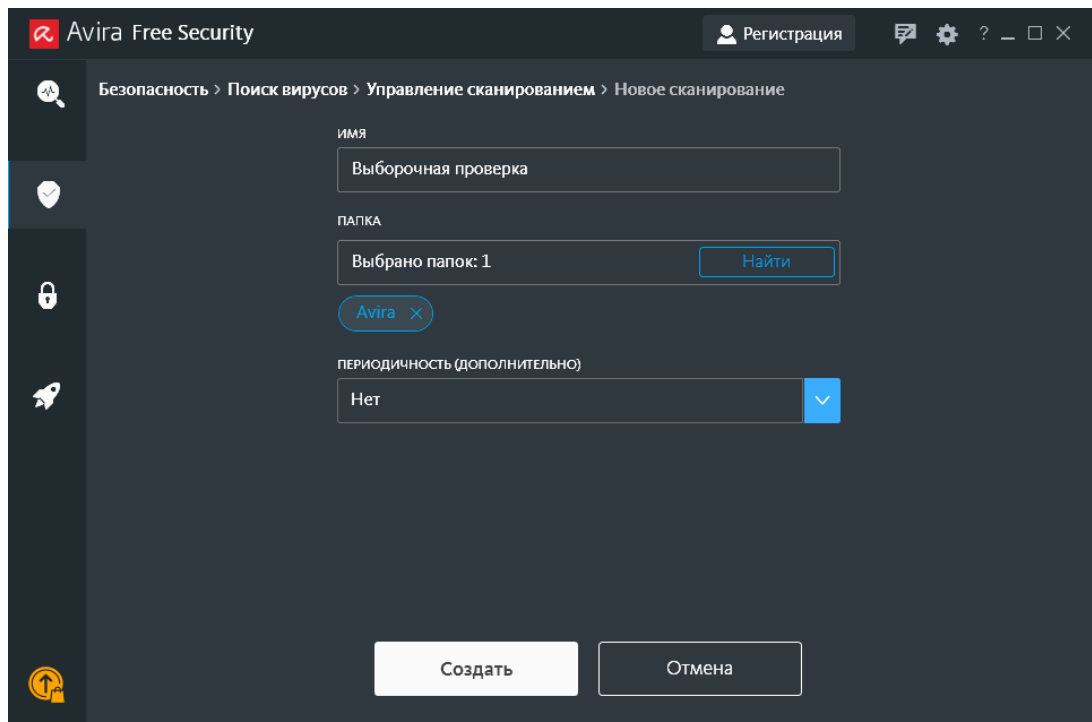 Avira Free Security
Регистрация
?
Безопасность > Поиск вирусов > Управление сканированием > Новое сканирование
ИМЯ
Выборочная проверка
ПАПКА
Выбрано папок: 1
Найти
Avira
ПЕРИОДИЧНОСТЬ (ДОПОЛНИТЕЛЬНО)
Нет
Создать
Отмена